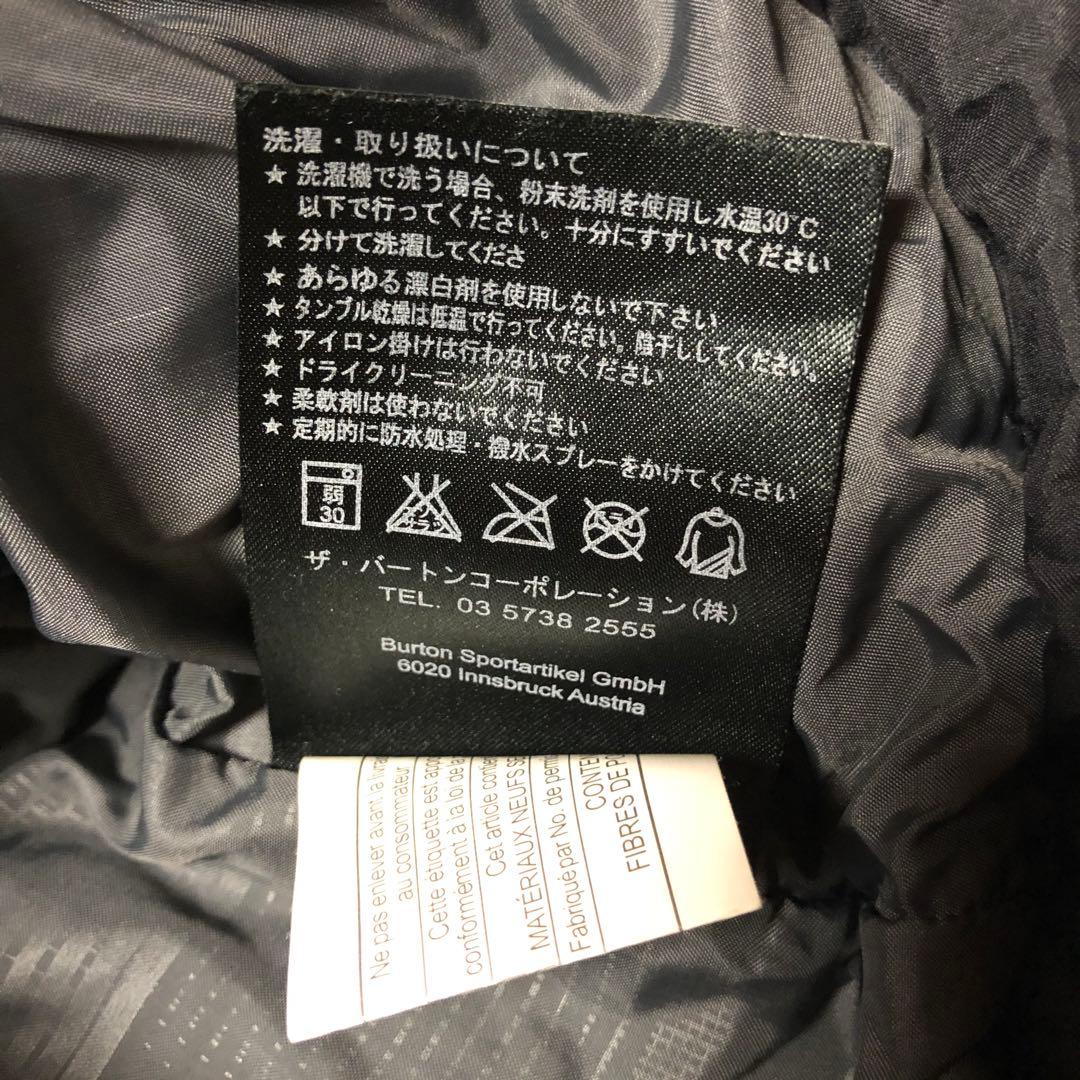 洗濯・取り扱いについて
★ 洗濯機で洗う場合、粉末洗剤を使用し水温30°C
以下で行ってください。十分にすすいでください
★ 分けて洗濯してくださ
★ あらゆる漂白剤を使用しないで下さい
★ タンブル乾燥は低温で行ってください。陰干ししてください。
★ アイロン掛けは行わないでください
★ ドライクリーニング不可
★ 柔軟剤は使わないでください
★ 定期的に防水処理・撥水スプレーをかけてください
弱
30
ザ・バートンコーポレーション(株)
TEL. 03 5738 2555
Burton Sportartikel GmbH
6020 Innsbruck Austria
Ne pas enlever avant la livra
au consommateur
Cette étiquette est appo
conformément à la loi de la
Cet article contie
MATÉRIAUX NEUFS SE
Fabriqué par No. de permi
CONTE
FIBRES DE PO